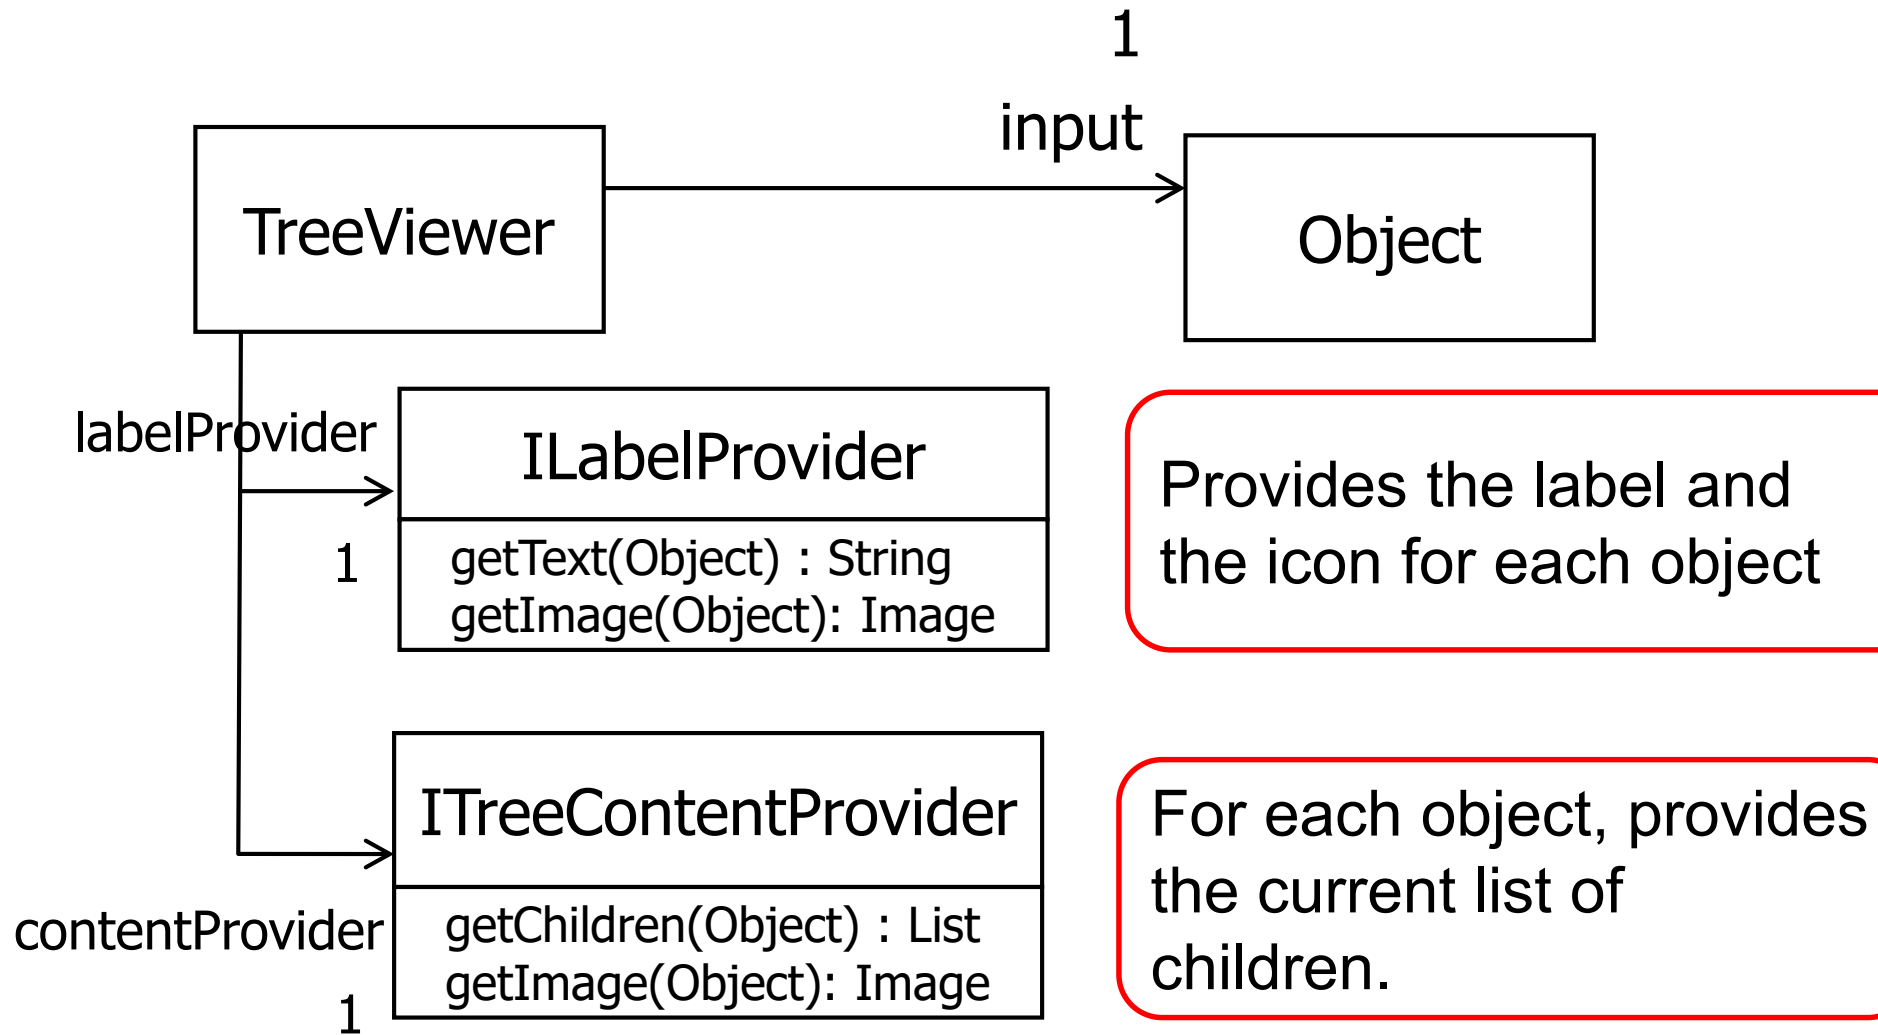 1
input
TreeViewer
Object
labelProvider
ILabelProvider
1
getText(Object) : String
getImage(Object): Image
Provides the label and
the icon for each object
ITreeContentProvider
contentProvider
1
getChildren(Object) : List
getImage(Object): Image
For each object, provides
the current list of
children.